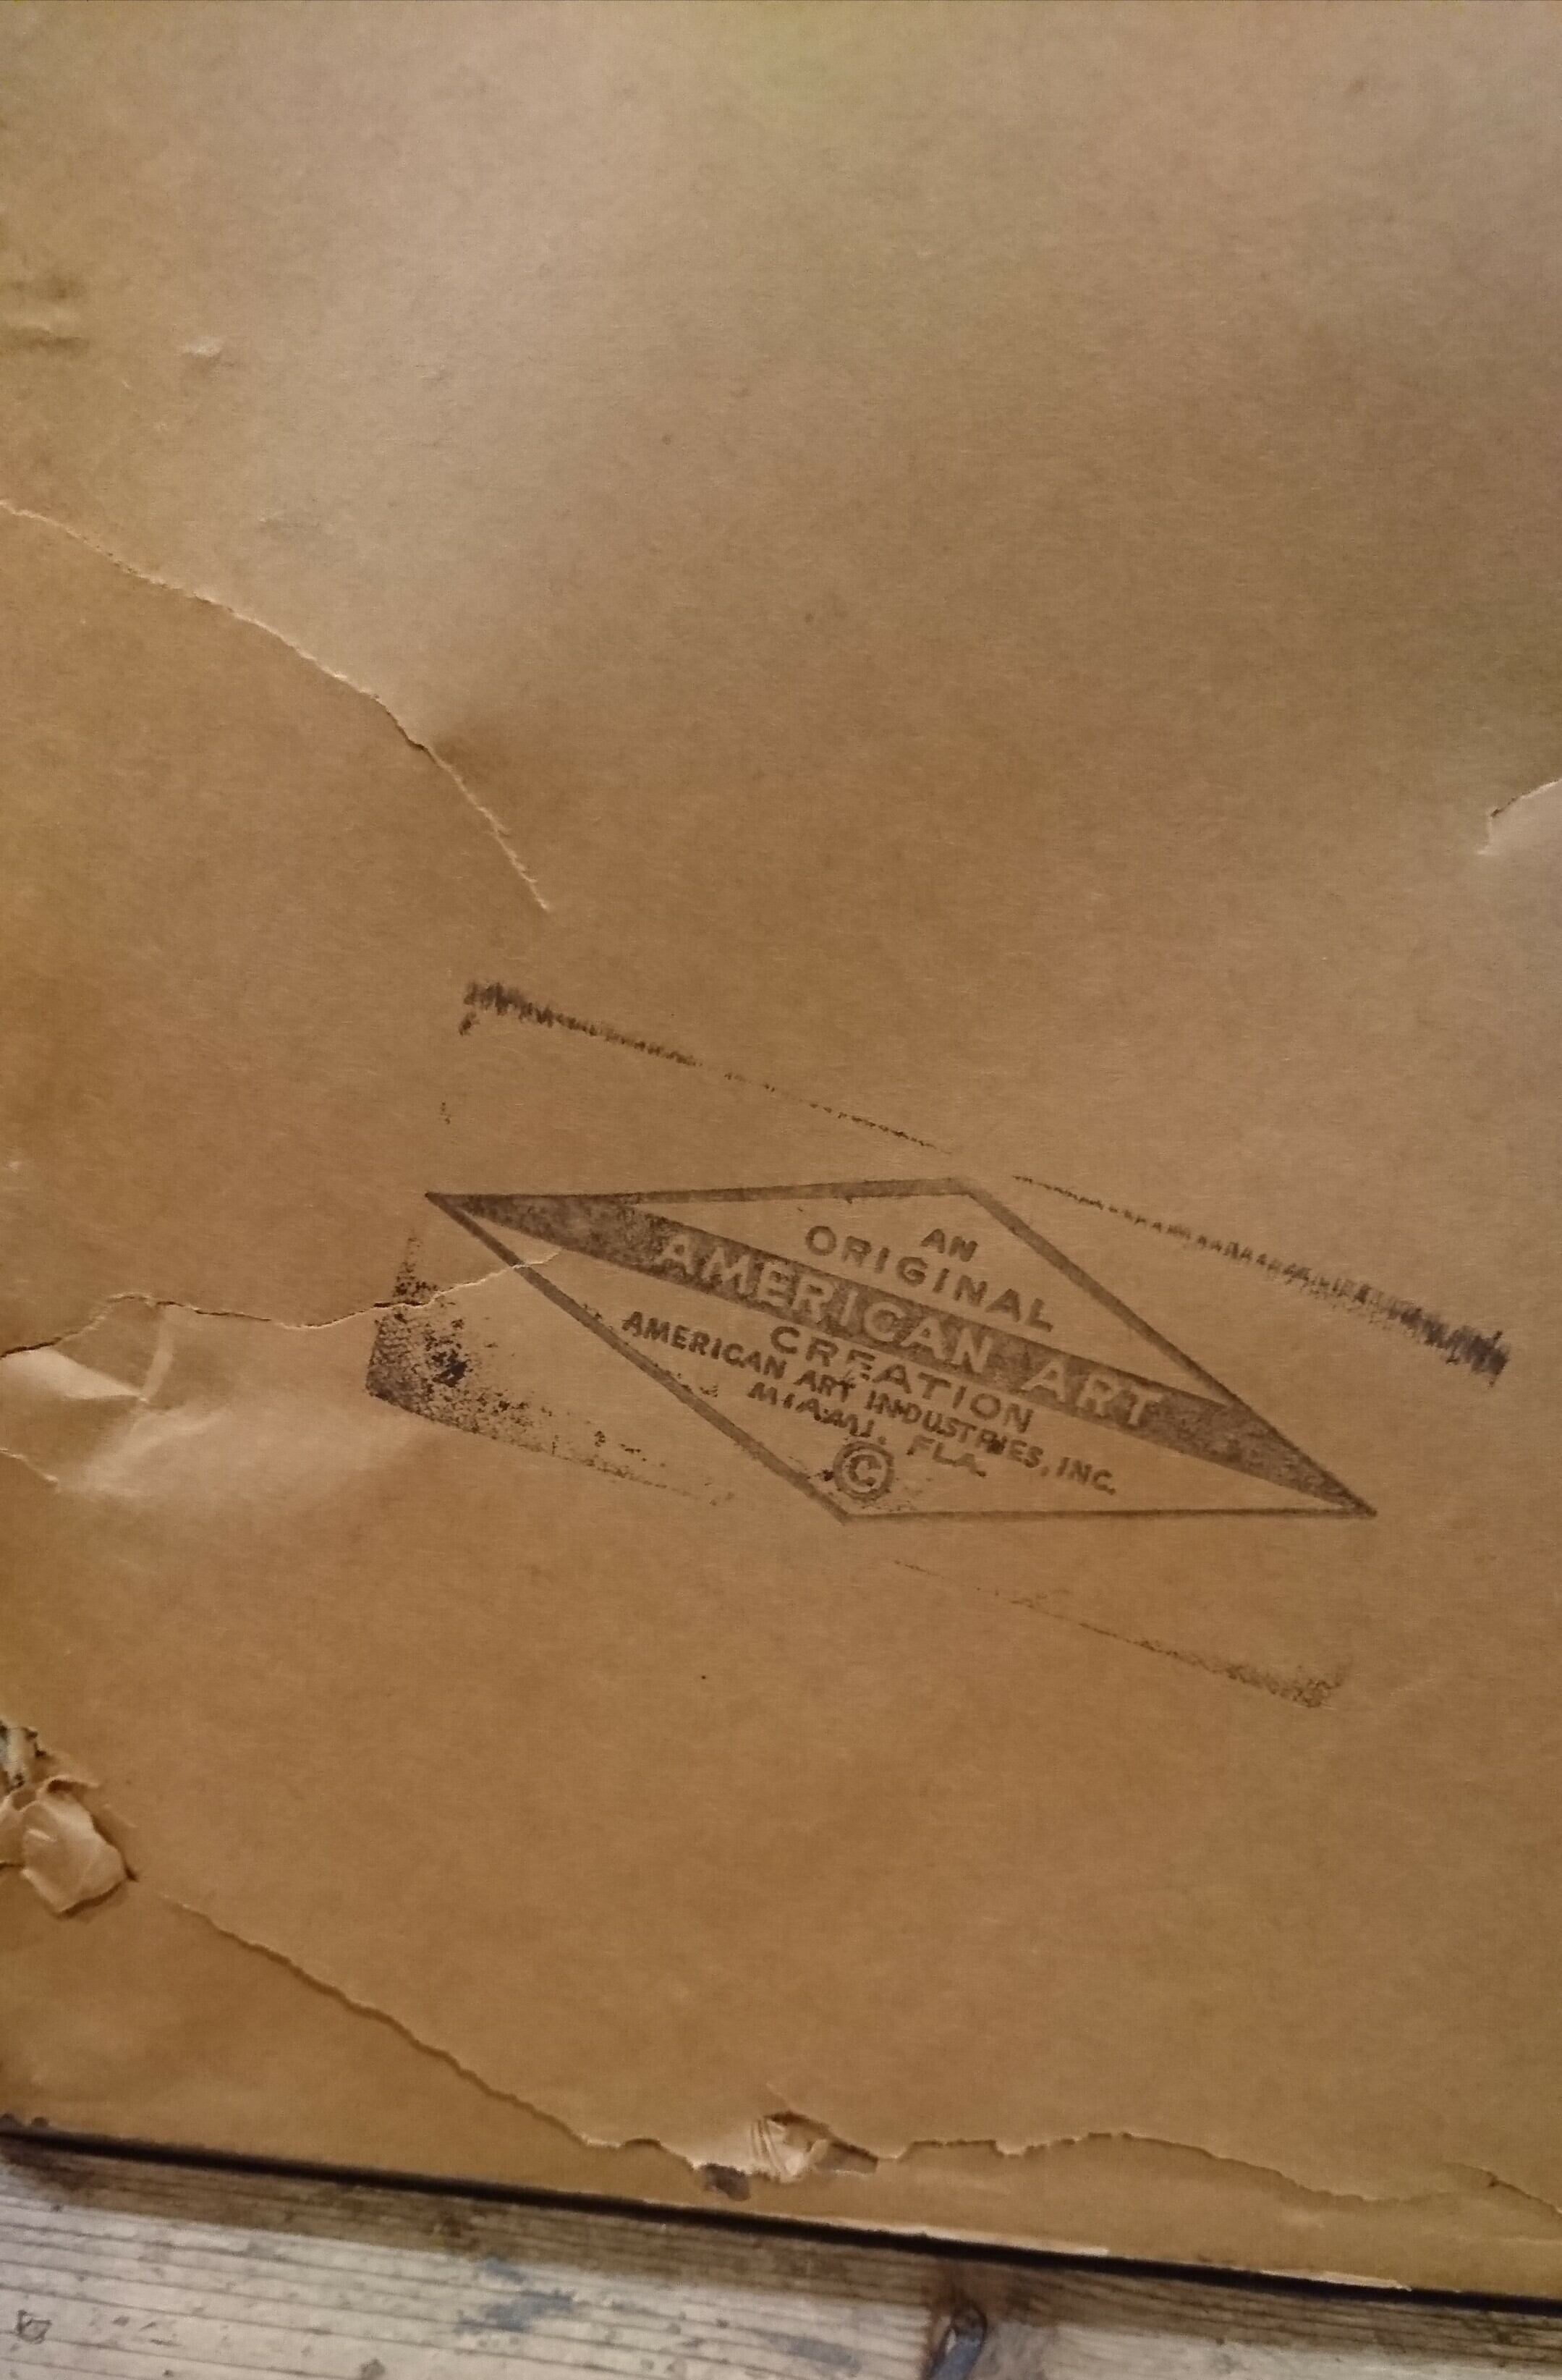 AN
ORIGINAL
AMERICAN ART
CREATION
AMERICAN ART INDUSTRIES, INC.
MIAMI, FLA.
©